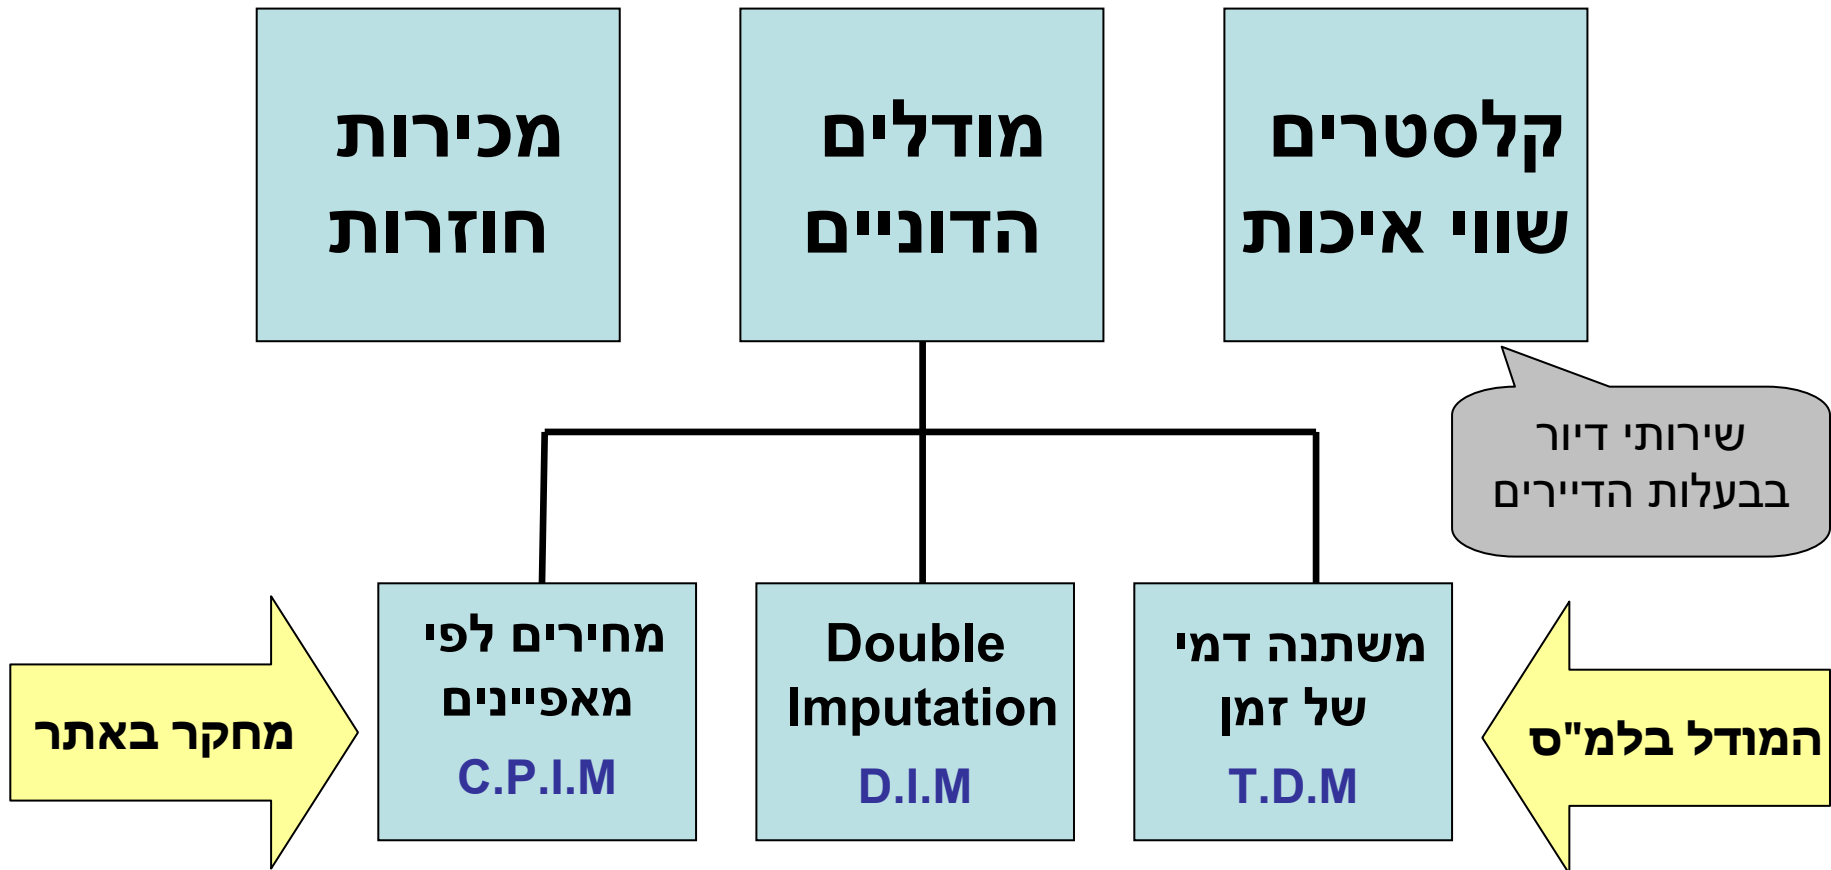 קלסטרים
שווי איכות
מודלים
הדוניים
מכירות
חוזרות
שירותי דיור
בבעלות הדיירים
המודל בלמ"ס
משתנה דמי
של זמן
T.D.M
Double
Imputation
D.I.M
מחירים לפי
מאפיינים
C.P.I.M
מחקר באתר